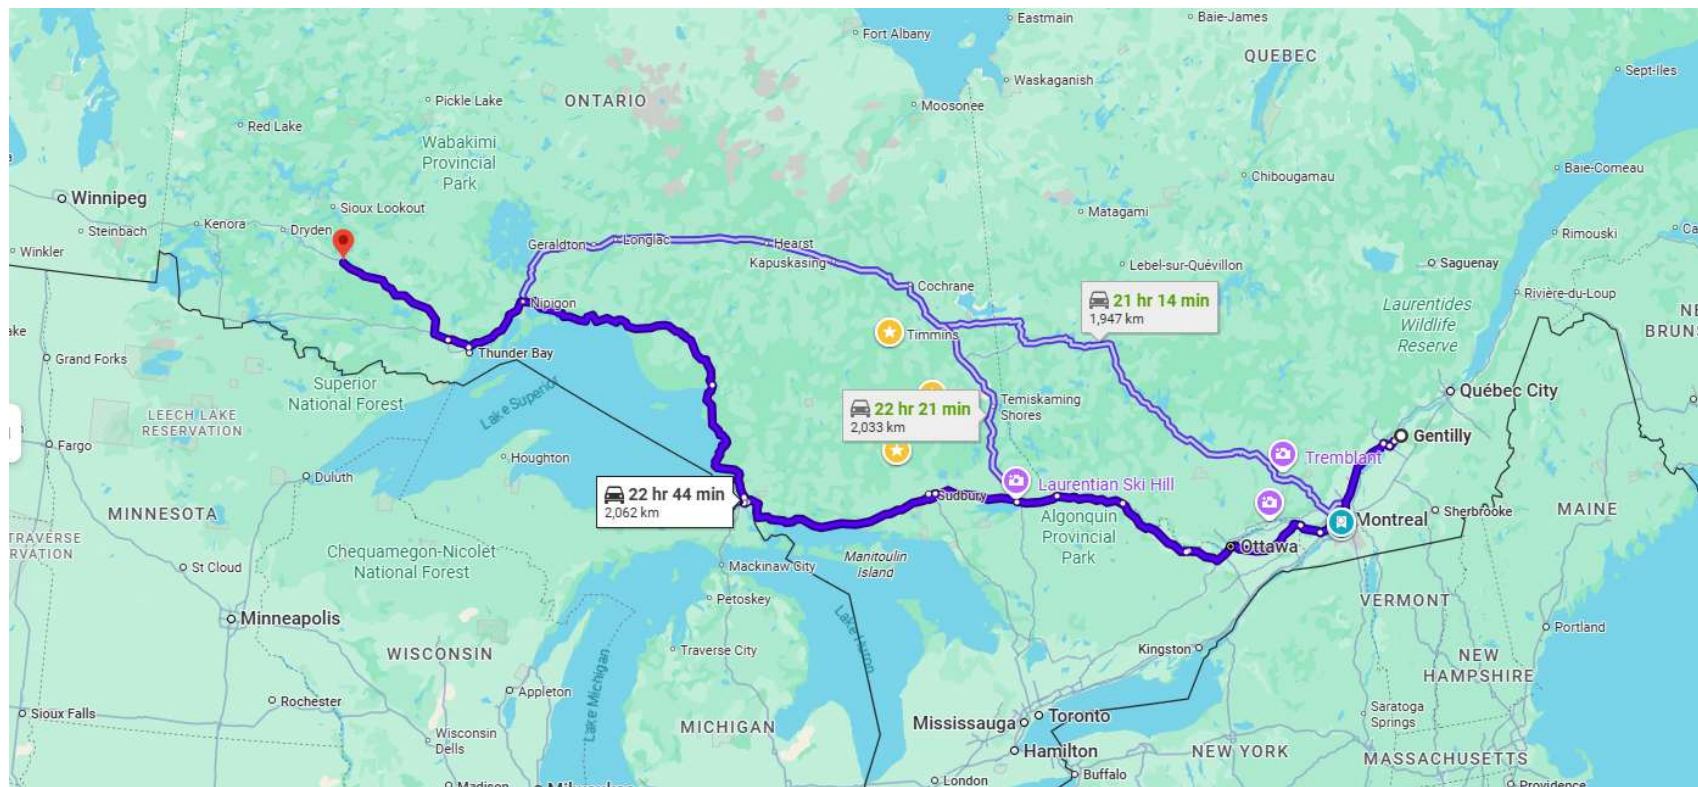 Eastmain
Baie-James
Fort Albany
QUEBEC
Sept-Iles
Waskaganish
Pickle Lake
ONTARIO
Moosonee
Red Lake
Wabakimi
Provincial
Park
Baie-Comeau
Chibougamau
Winnipeg
Sioux Lookout
Matagami
Steinbach
Kenora
Dryden
Rimouski
Winkler
Geraldton
Longlac
Hearst
Kapuskasing
Lebel-sur-Quévillon
Saguenay
Cochrane
Rivière-du-Loup
21 hr 14 min
1,947 km
Nipigon
Laurentides
Wildlife
Reserve
NE
BRUNS
ake
Timmins
Grand Forks
Thunder Bay
Superior
National Forest
Lake Superior
Québec City
LEECH LAKE
RESERVATION
22 hr 21 min
2,033 km
Temiskaming
Shores
Gentilly
Fargo
Houghton
Tremblant
Duluth
Laurentian Ski Hill
22 hr 44 min
2,062 km
Sudbury
MINNESOTA
Algonquin
Provincial
Park
Montreal
Sherbrooke
MAINE
TRAVERSE
RVATION
Chequamegon-Nicolet
National Forest
Ottawa
Manitoulin
Island
St Cloud
Mackinaw City
Petoskey
VERMONT
Minneapolis
Lake Huron
Portland
WISCONSIN
Traverse City
Kingston
NEW
HAMPSHIRE
Lake Michigan
Appleton
Rochester
Sioux Falls
MICHIGAN
Mississauga
Toronto
Saratoga
Springs
Wisconsin
Dells
Hamilton
NEW YORK
MASSACHUSETTS
London
Buffalo
Madison
Providence